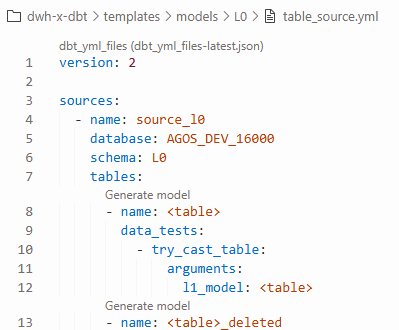 dwh-x-dbt > templates > models > L0 > table_source.yml
dbt_yml_files (dbt_yml_files-latest.json)
1 version: 2
2
3 sources:
4   - name: source_l0
5     database: AGOS_DEV_16000
6     schema: L0
7     tables:
Generate model
8       - name: <table>
9         data_tests:
10           - try_cast_table:
11               arguments:
12                 l1_model: <table>
Generate model
13       - name: <table>_deleted